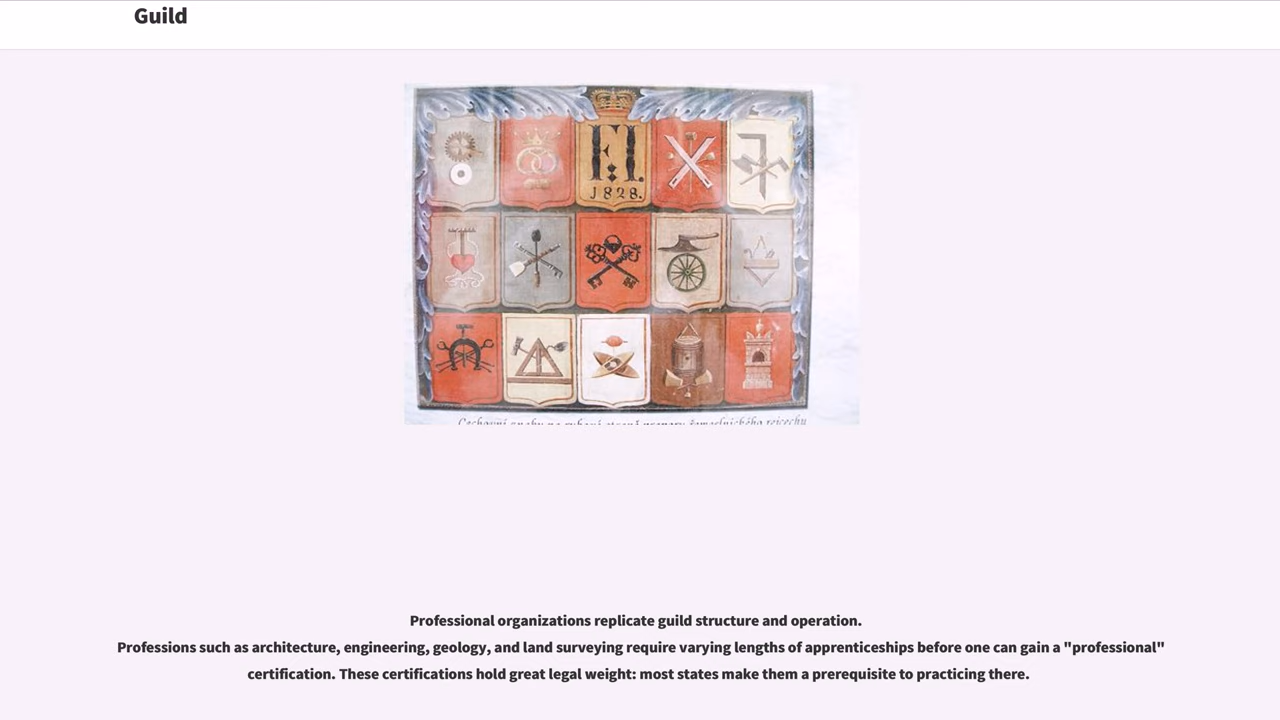 Guild
F. I.
1828.
Professional organizations replicate guild structure and operation.
Professions such as architecture, engineering, geology, and land surveying require varying lengths of apprenticeships before one can gain a "professional"
certification. These certifications hold great legal weight: most states make them a prerequisite to practicing there.